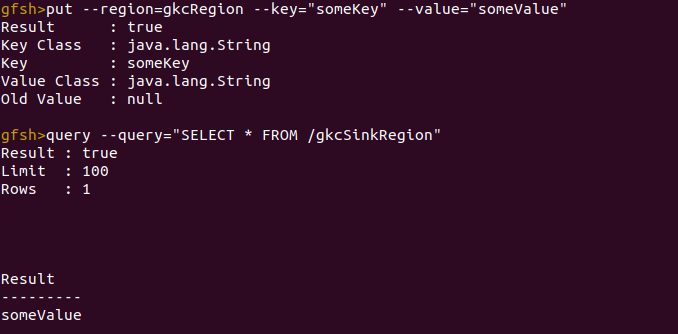 gfsh>put --region=gkcRegion --key="someKey" --value="someValue"
Result      : true
Key Class   : java.lang.String
Key         : someKey
Value Class : java.lang.String
Old Value   : null
gfsh>query --query="SELECT * FROM /gkcSinkRegion"
Result : true
Limit  : 100
Rows   : 1
Result
---------
someValue